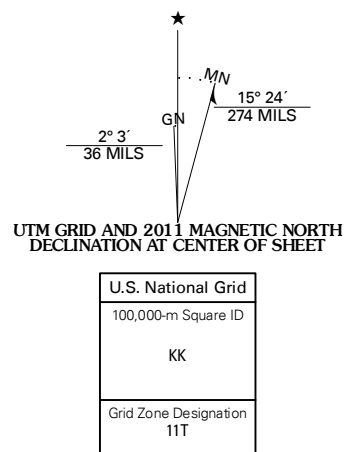 MN
GN
15° 24´
274 MILS
2° 3´
36 MILS
UTM GRID AND 2011 MAGNETIC NORTH
DECLINATION AT CENTER OF SHEET
U.S. National Grid
100,000-m Square ID
KK
Grid Zone Designation
11T